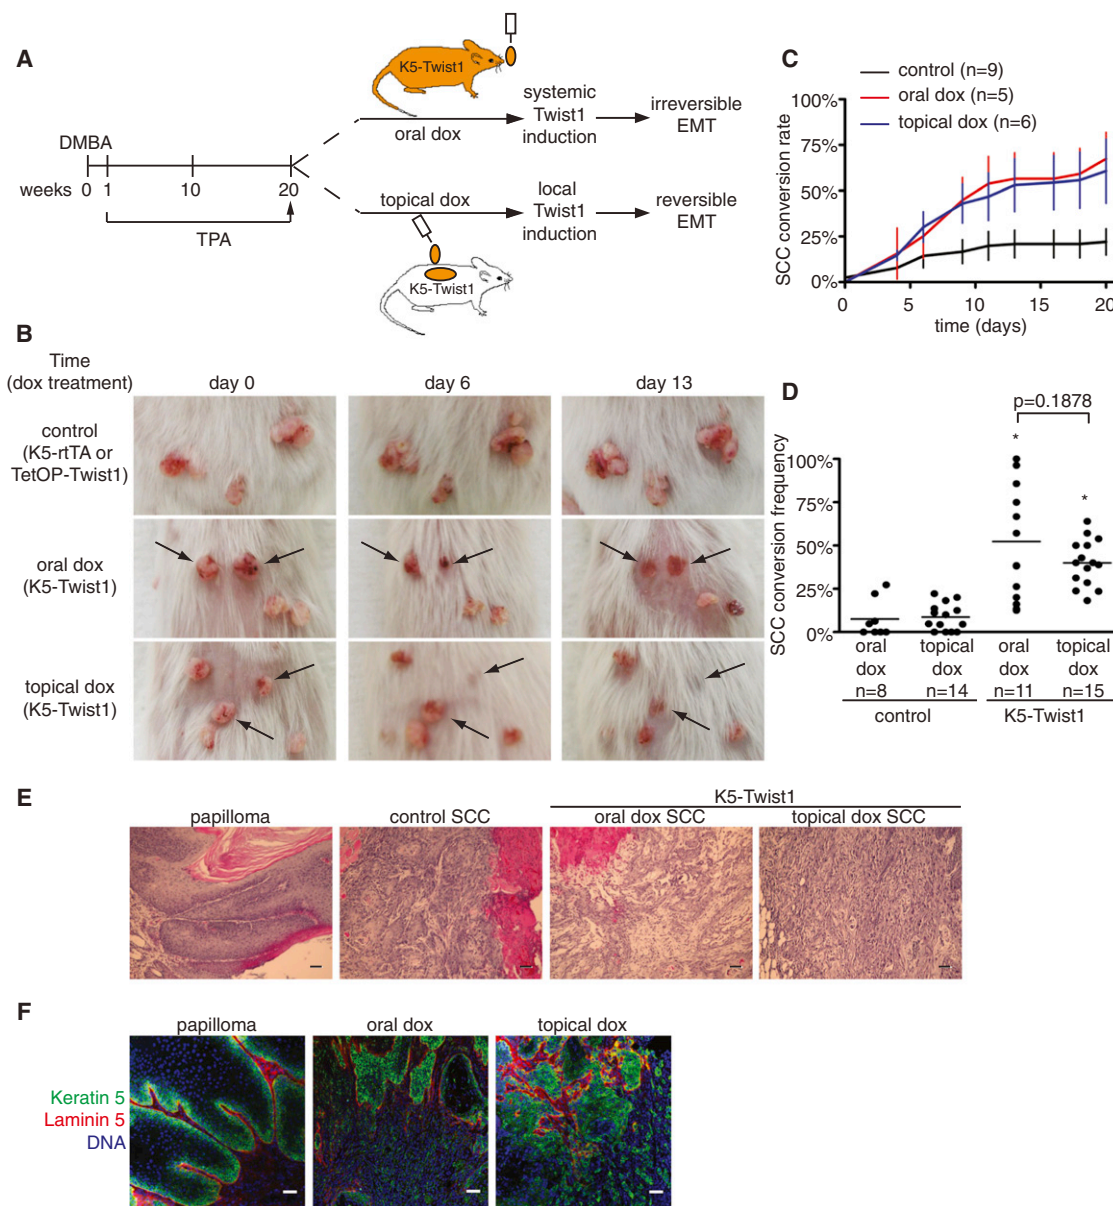 A
DMBA
weeks 0 1 10 20
TPA
K5-Twist1
oral dox
systemic
Twist1
induction
irreversible
EMT
topical dox
local
Twist1
induction
reversible
EMT
K5-Twist1
B
Time
(dox treatment)
day 0
day 6
day 13
control
(K5-rtTA or
TetOP-Twist1)
oral dox
(K5-Twist1)
topical dox
(K5-Twist1)
C
control (n=9)
oral dox (n=5)
topical dox (n=6)
SCC conversion rate
100%
75%
50%
25%
0%
0 5 10 15 20
time (days)
D
p=0.1878
*
*
SCC conversion frequency
100%
75%
50%
25%
0%
oral
dox
n=8
topical
dox
n=14
oral
dox
n=11
topical
dox
n=15
control
K5-Twist1
E
K5-Twist1
papilloma
control SCC
oral dox SCC
topical dox SCC
F
papilloma
oral dox
topical dox
Keratin 5
Laminin 5
DNA